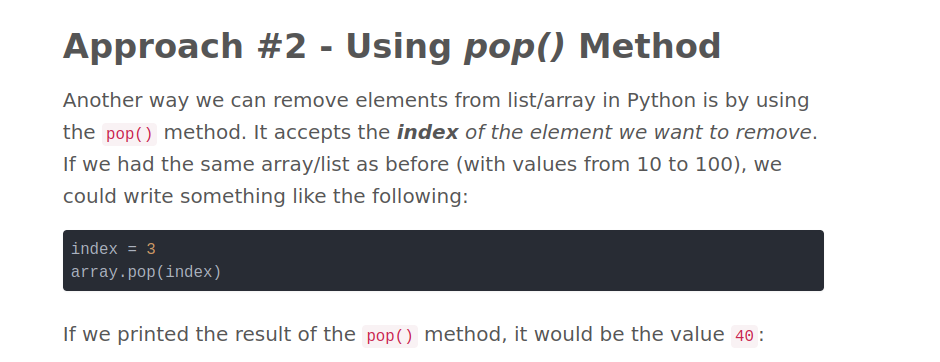 Approach #2 - Using pop() Method
Another way we can remove elements from list/array in Python is by using
the pop() method. It accepts the index of the element we want to remove.
If we had the same array/list as before (with values from 10 to 100), we
could write something like the following:
index = 3
array.pop(index)
If we printed the result of the pop() method, it would be the value 40: